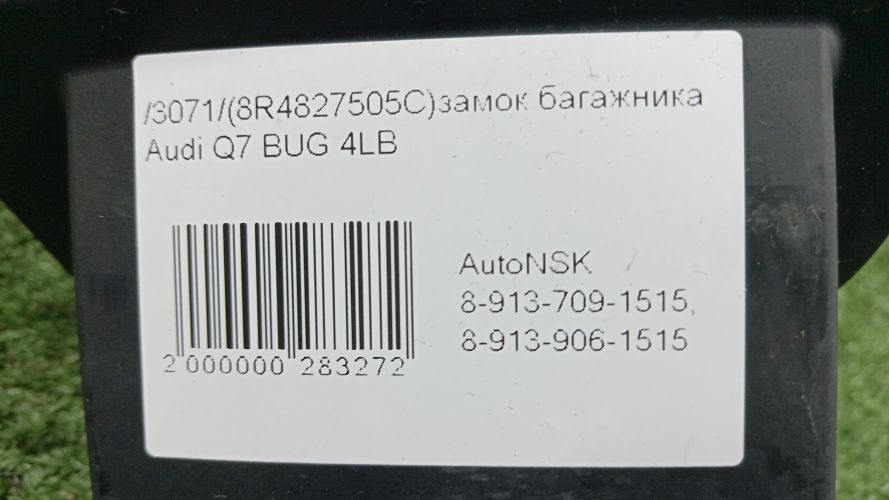 /3071/(8R4827505C)замок багажника
Audi Q7 BUG 4LB
AutoNSK
8-913-709-1515,
8-913-906-1515
2 000000 283272